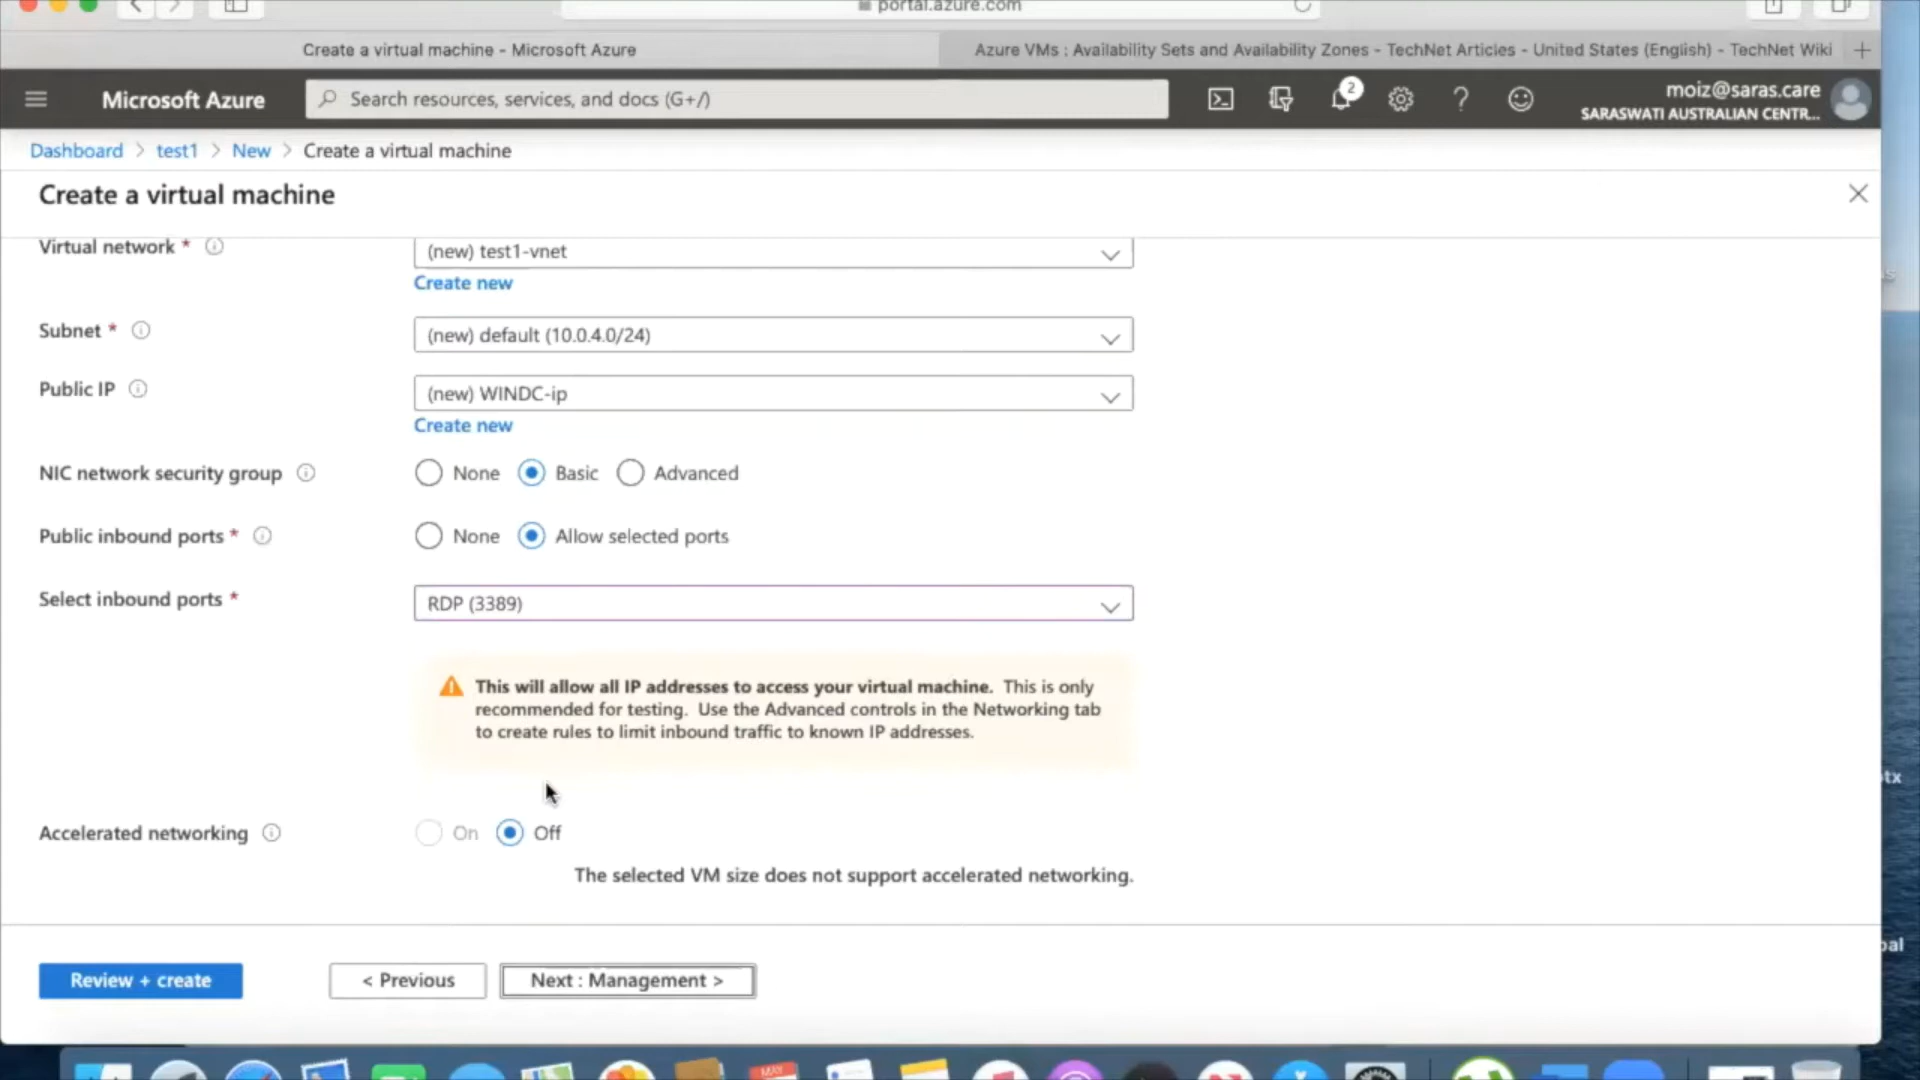 portal.azure.com
Create a virtual machine - Microsoft Azure
Azure VMs : Availability Sets and Availability Zones - TechNet Articles - United States (English) - TechNet Wiki
Microsoft Azure
Search resources, services, and docs (G+/)
2
moiz@saras.care
SARASWATI AUSTRALIAN CENTR...
Dashboard > test1 > New > Create a virtual machine
Create a virtual machine
Virtual network *
(new) test1-vnet
Create new
Subnet *
(new) default (10.0.4.0/24)
Public IP
(new) WINDC-ip
Create new
NIC network security group
None Basic Advanced
Public inbound ports *
None Allow selected ports
Select inbound ports *
RDP (3389)
This will allow all IP addresses to access your virtual machine. This is only
recommended for testing. Use the Advanced controls in the Networking tab
to create rules to limit inbound traffic to known IP addresses.
Accelerated networking
On Off
The selected VM size does not support accelerated networking.
Review + create
< Previous
Next : Management >
MAY